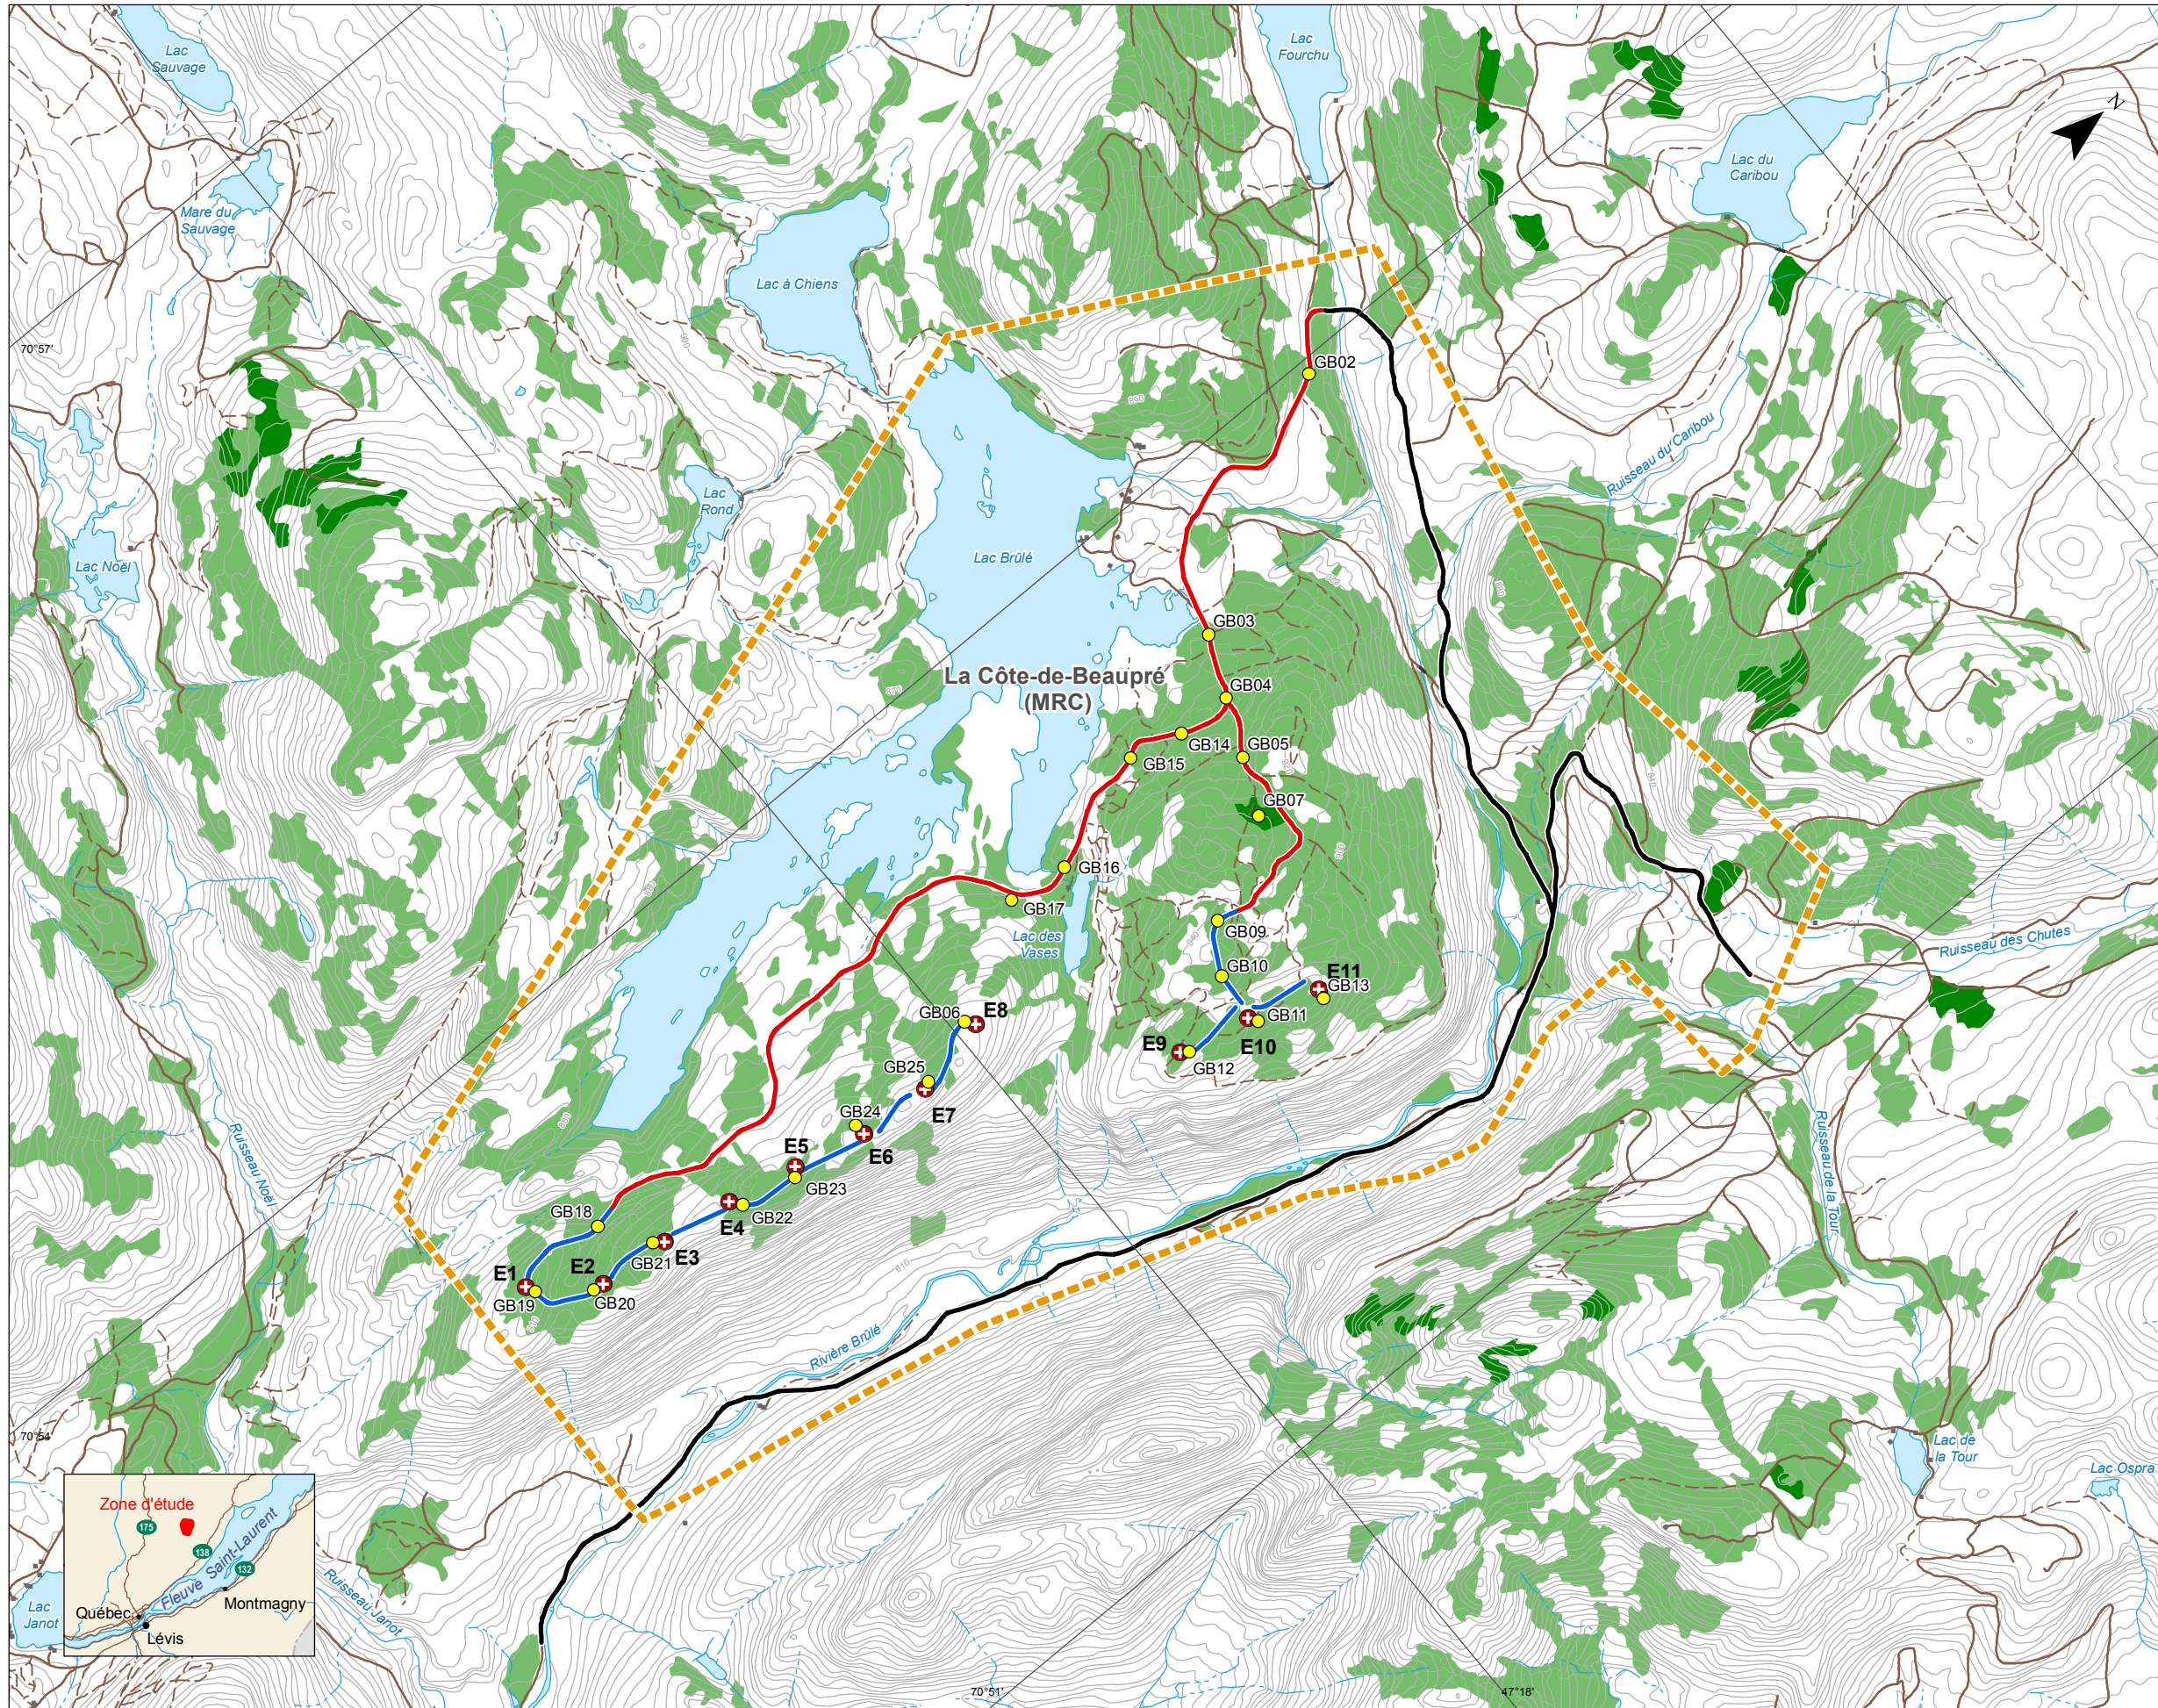 Lac
Sauvage
Lac
Fourchu
N
Lac du
Caribou
Mare du
Sauvage
Lac à Chiens
70°57'
GB02
890
Ruisseau du Caribou
Lac
Rond
Lac Brûlé
Lac Noël
GB03
La Côte-de-Beaupré
(MRC)
870
GB04
GB14
GB05
GB15
GB07
GB16
GB17
Lac des
Vases
GB09
940
GB10
E11
GB13
Ruisseau des Chutes
GB06
E8
GB11
E9
E10
GB12
GB25
E7
GB24
E6
E5
GB23
GB22
E4
GB18
GB21
E3
E2
GB20
E1
GB19
910
810
Ruisseau Noël
Ruisseau de la Tour
Rivière Brûlé
70°54'
Lac de
la Tour
Lac Ospra
Zone d'étude
175
138
132
Fleuve Saint-Laurent
Québec
Montmagny
Lévis
Lac
Janot
Ruisseau Janot
70°51'
47°18'